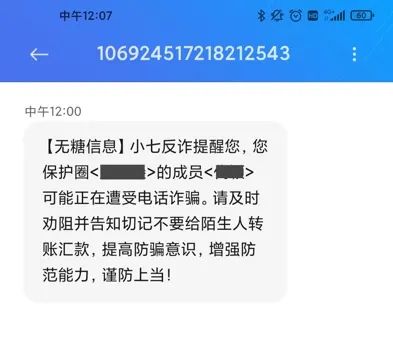 中午12:07
4G+
HD
60
106924517218212543
中午12:00
【无糖信息】小七反诈提醒您，您
保护圈<>的成员<>
可能正在遭受电话诈骗。请及时
劝阻并告知切记不要给陌生人转
账汇款，提高防骗意识，增强防
范能力，谨防上当！